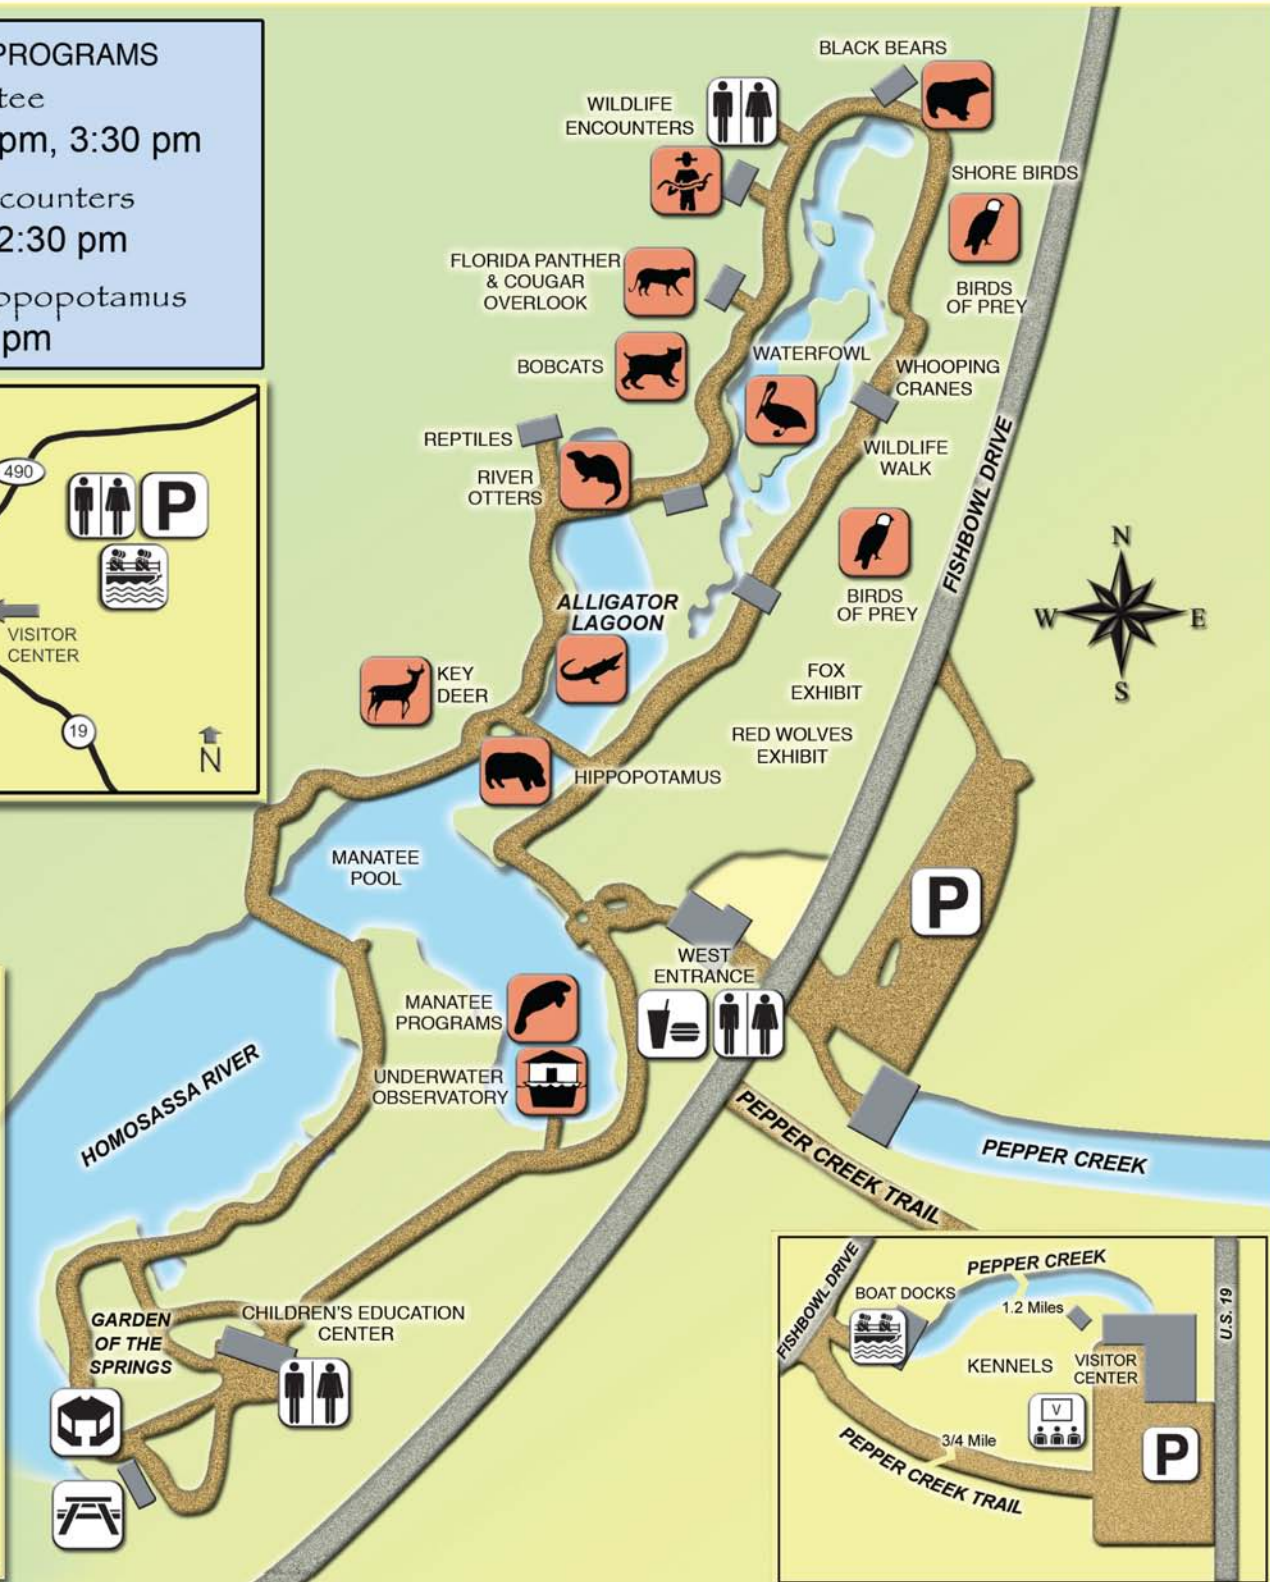 PROGRAMS
tee
pm, 3:30 pm
counters
2:30 pm
ppopotamus
pm
490
P
VISITOR
CENTER
19
N
BLACK BEARS
WILDLIFE
ENCOUNTERS
SHORE BIRDS
FLORIDA PANTHER
& COUGAR
OVERLOOK
BIRDS
OF PREY
BOBCATS
WATERFOWL
WHOOPING
CRANES
REPTILES
RIVER
OTTERS
WILDLIFE
WALK
FISHBOWL DRIVE
BIRDS
OF PREY
N
W
E
S
ALLIGATOR
LAGOON
KEY
DEER
FOX
EXHIBIT
RED WOLVES
EXHIBIT
HIPPOPOTAMUS
MANATEE
POOL
P
WEST
ENTRANCE
MANATEE
PROGRAMS
UNDERWATER
OBSERVATORY
HOMOSASSA RIVER
PEPPER CREEK TRAIL
PEPPER CREEK
GARDEN
OF THE
SPRINGS
CHILDREN'S EDUCATION
CENTER
FISHBOWL DRIVE
PEPPER CREEK
BOAT DOCKS
1.2 Miles
U.S. 19
KENNELS
VISITOR
CENTER
V
3/4 Mile
P
PEPPER CREEK TRAIL